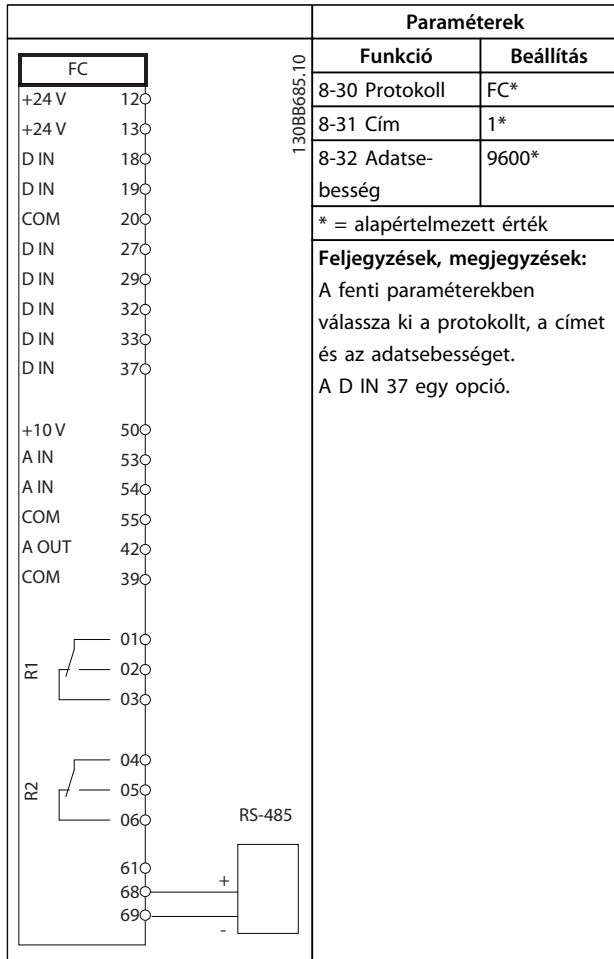 Paraméterek
Funkció Beállítás
8-30 Protokoll FC*
8-31 Cím 1*
8-32 Adatse-
besség 9600*
* = alapértelmezett érték
Feljegyzések, megjegyzések:
A fenti paraméterekben
válassza ki a protokollt, a címet
és az adatsebességet.
A D IN 37 egy opció.
FC
130BB685.10
+24 V 12
+24 V 13
D IN 18
D IN 19
COM 20
D IN 27
D IN 29
D IN 32
D IN 33
D IN 37
+10 V 50
A IN 53
A IN 54
COM 55
A OUT 42
COM 39
R1
01
02
03
R2
04
05
06
RS-485
61
68 +
69 -